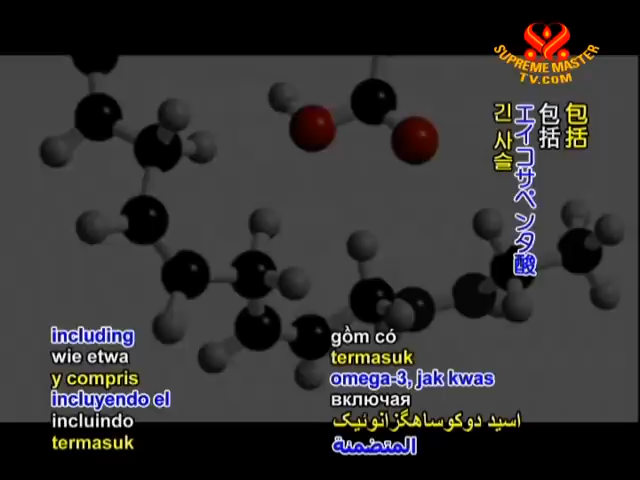 SUPREME MASTER
TV.COM
包括
包括
エイコサペンタ酸
긴 사슬
including
wie etwa
y compris
incluyendo el
incluindo
termasuk
gồm có
termasuk
omega-3, jak kwas
включая
اسید دوکوساهگزانوئیک
المتضمنة